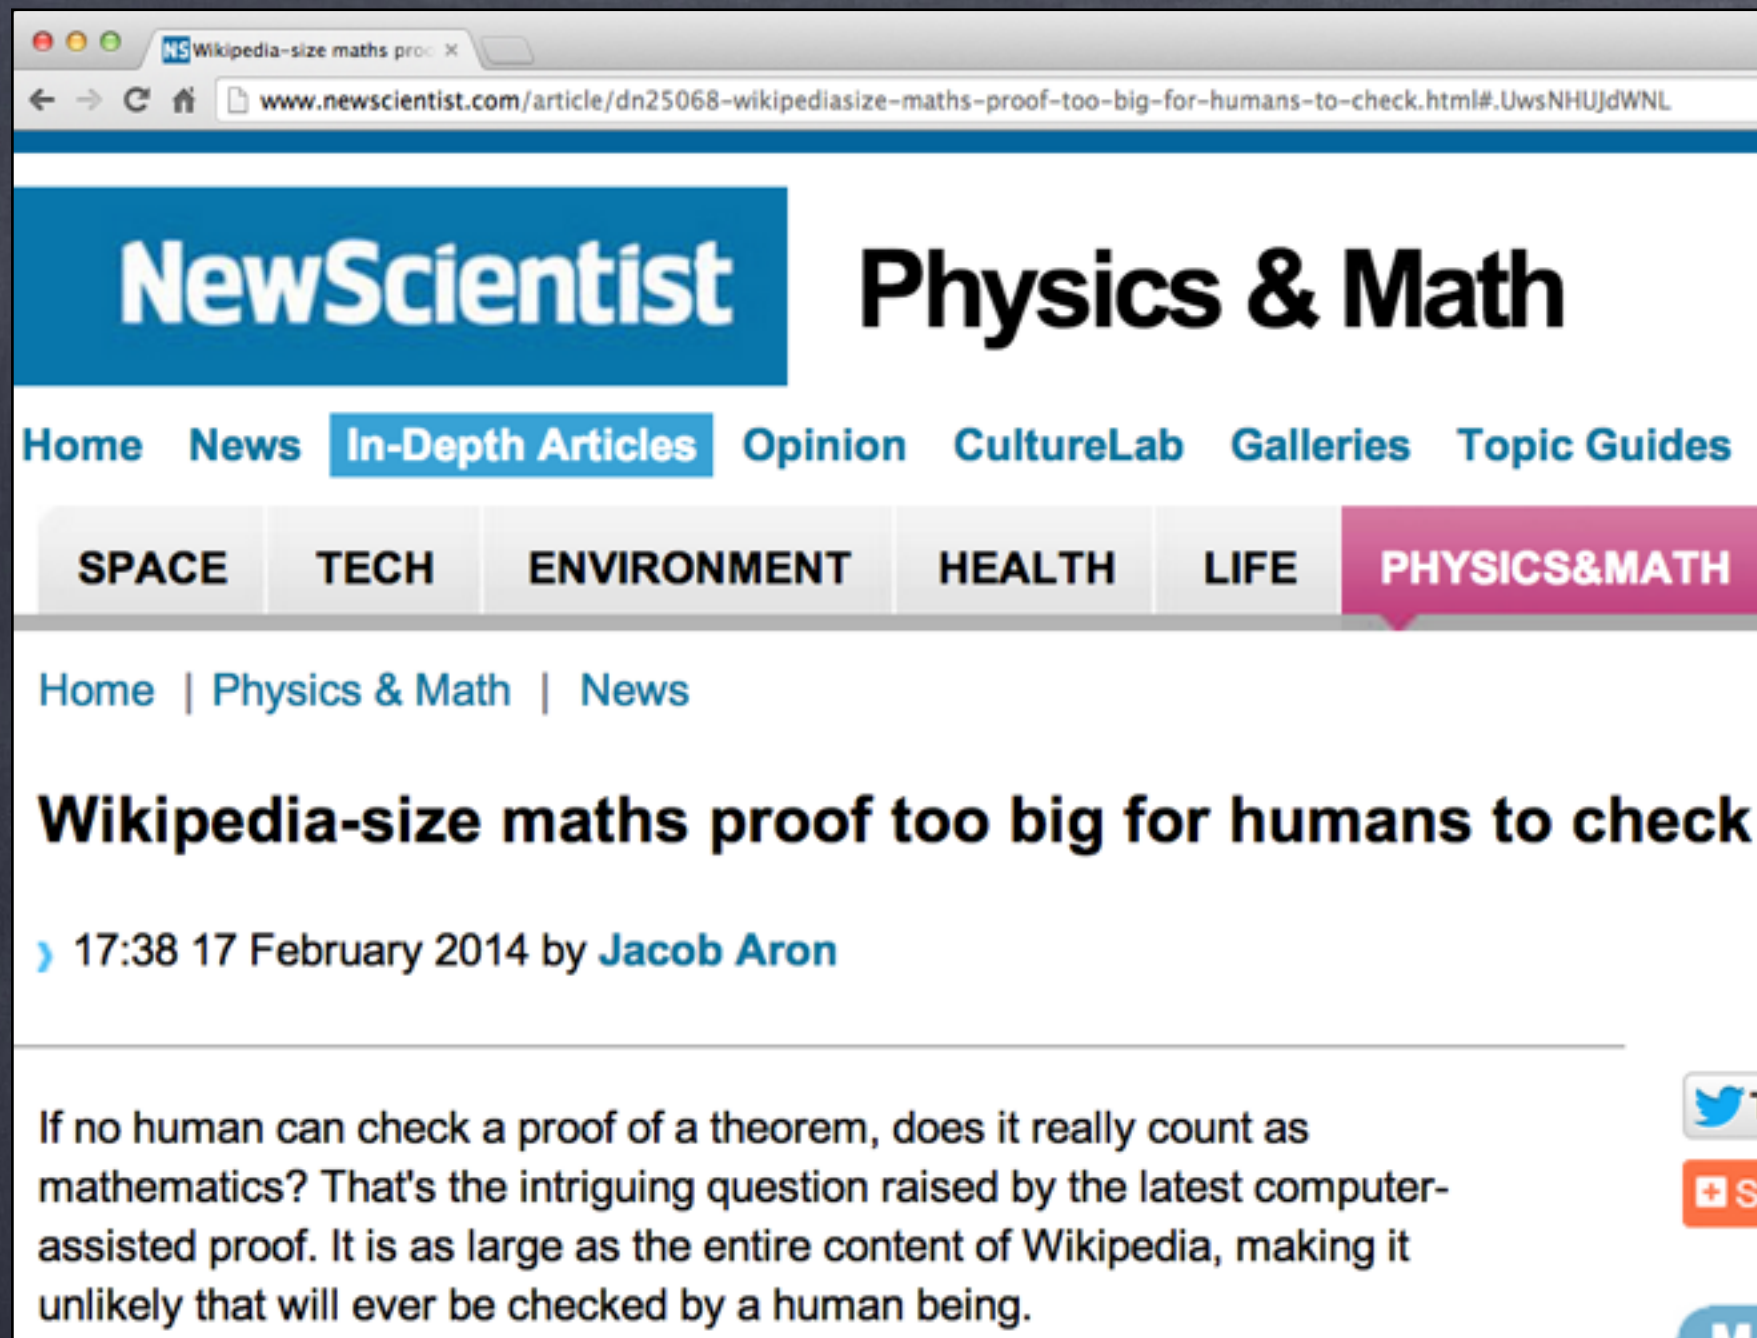 NS Wikipedia-size maths proo
www.newscientist.com/article/dn25068-wikipediasize-maths-proof-too-big-for-humans-to-check.html#.UwsNHUJdWNL
NewScientist Physics & Math
Home News In-Depth Articles Opinion CultureLab Galleries Topic Guides
SPACE TECH ENVIRONMENT HEALTH LIFE PHYSICS&MATH
Home | Physics & Math | News
Wikipedia-size maths proof too big for humans to check
17:38 17 February 2014 by Jacob Aron
If no human can check a proof of a theorem, does it really count as
mathematics? That's the intriguing question raised by the latest computer-
assisted proof. It is as large as the entire content of Wikipedia, making it
unlikely that will ever be checked by a human being.